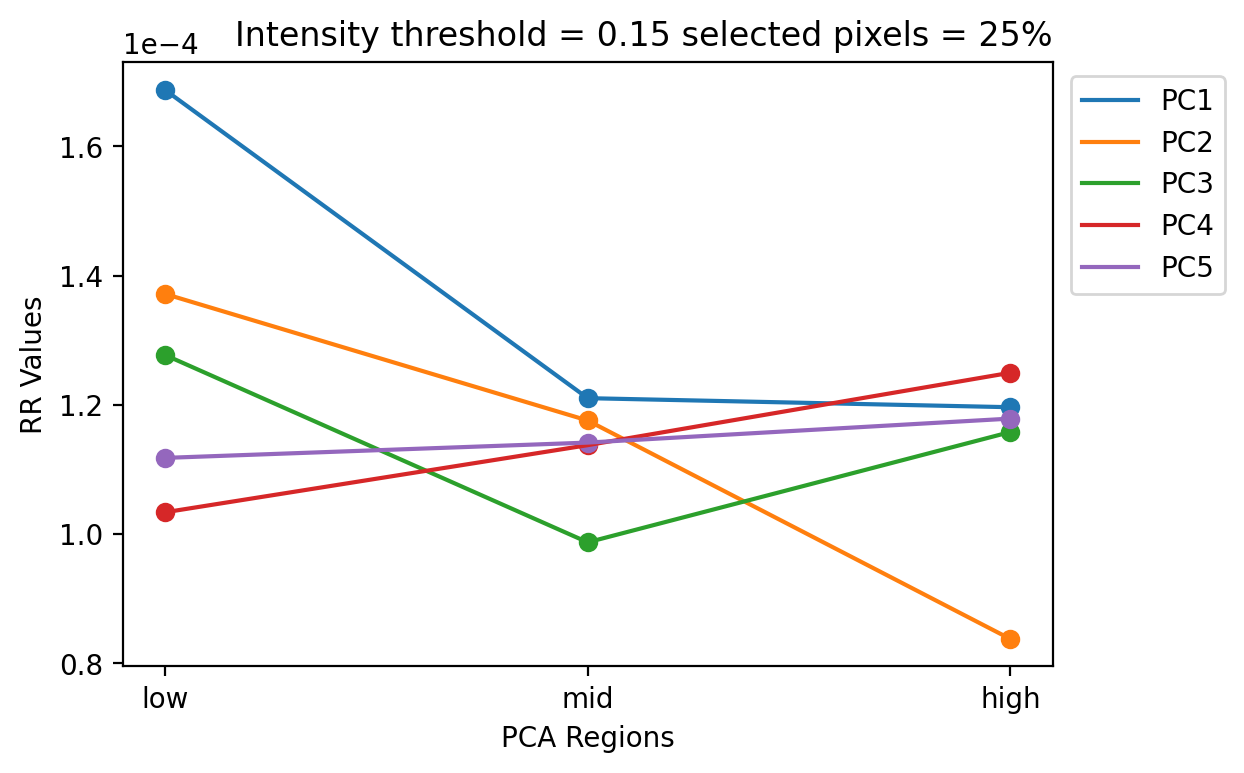 Intensity threshold = 0.15 selected pixels = 25%
1e−4
1.6
1.4
1.2
1.0
0.8
RR Values
low
mid
high
PCA Regions
PC1
PC2
PC3
PC4
PC5